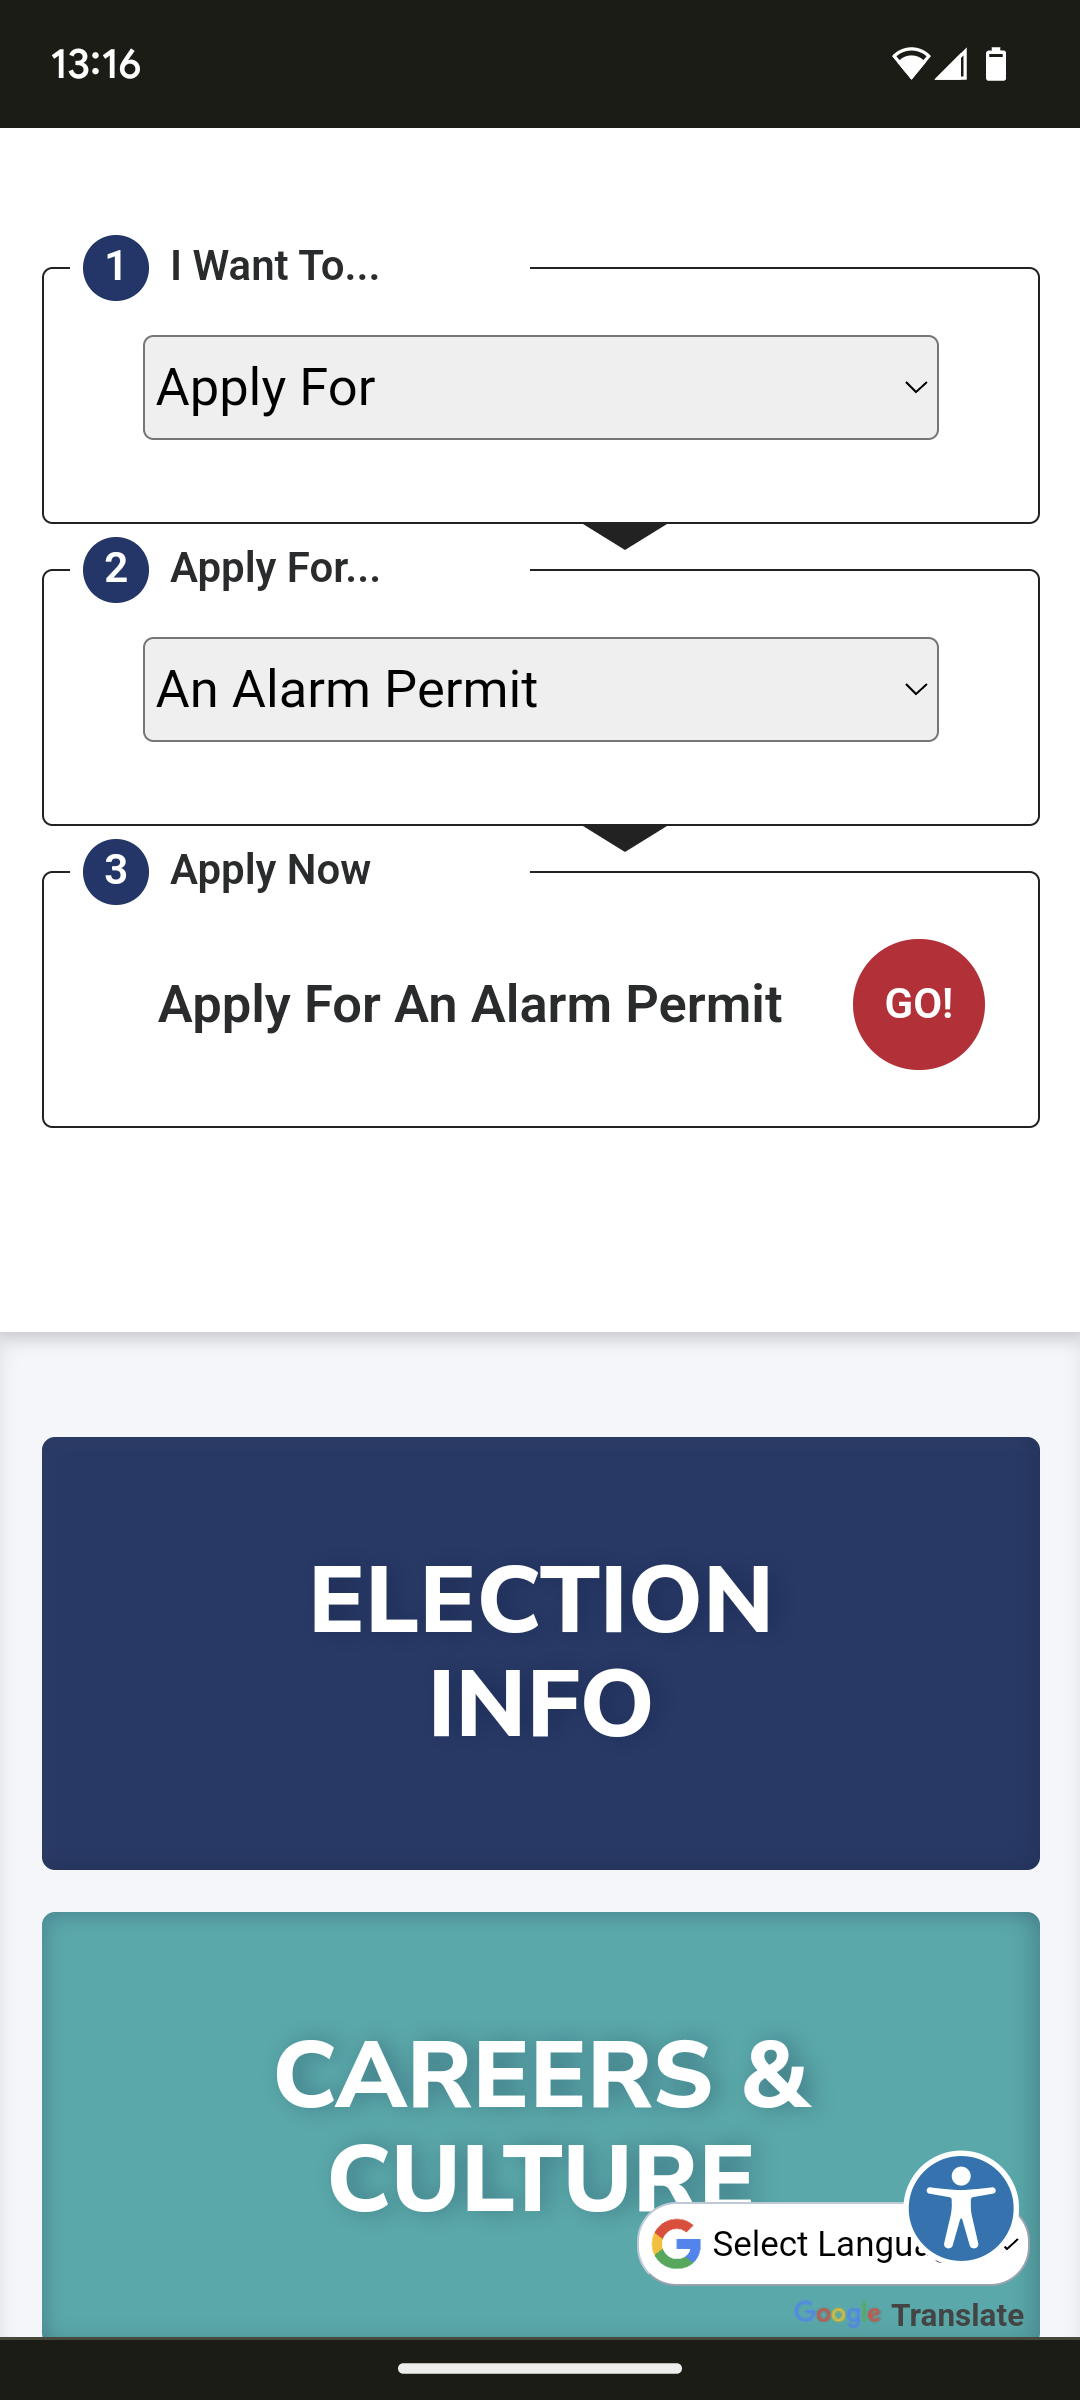 13:16
1 I Want To...
Apply For
2 Apply For...
An Alarm Permit
3 Apply Now
Apply For An Alarm Permit GO!
ELECTION
INFO
CAREERS &
CULTURE
Select
Google Translate